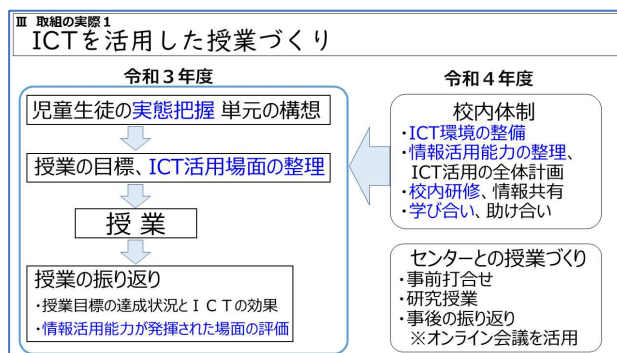 Ⅲ 取組の実際1
ICTを活用した授業づくり
令和3年度
児童生徒の実態把握 単元の構想
授業の目標、ICT活用場面の整理
授 業
授業の振り返り
・授業目標の達成状況とＩＣＴの効果
・情報活用能力が発揮された場面の評価
令和4年度
校内体制
・ICT環境の整備
・情報活用能力の整理、
ICT活用の全体計画
・校内研修、情報共有
・学び合い、助け合い
センターとの授業づくり
・事前打合せ
・研究授業
・事後の振り返り
※オンライン会議を活用